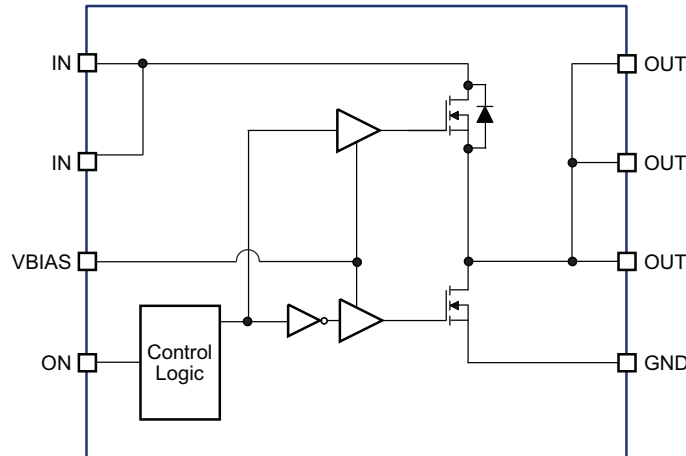 IN
OUT
IN
OUT
VBIAS
OUT
ON
Control
Logic
GND